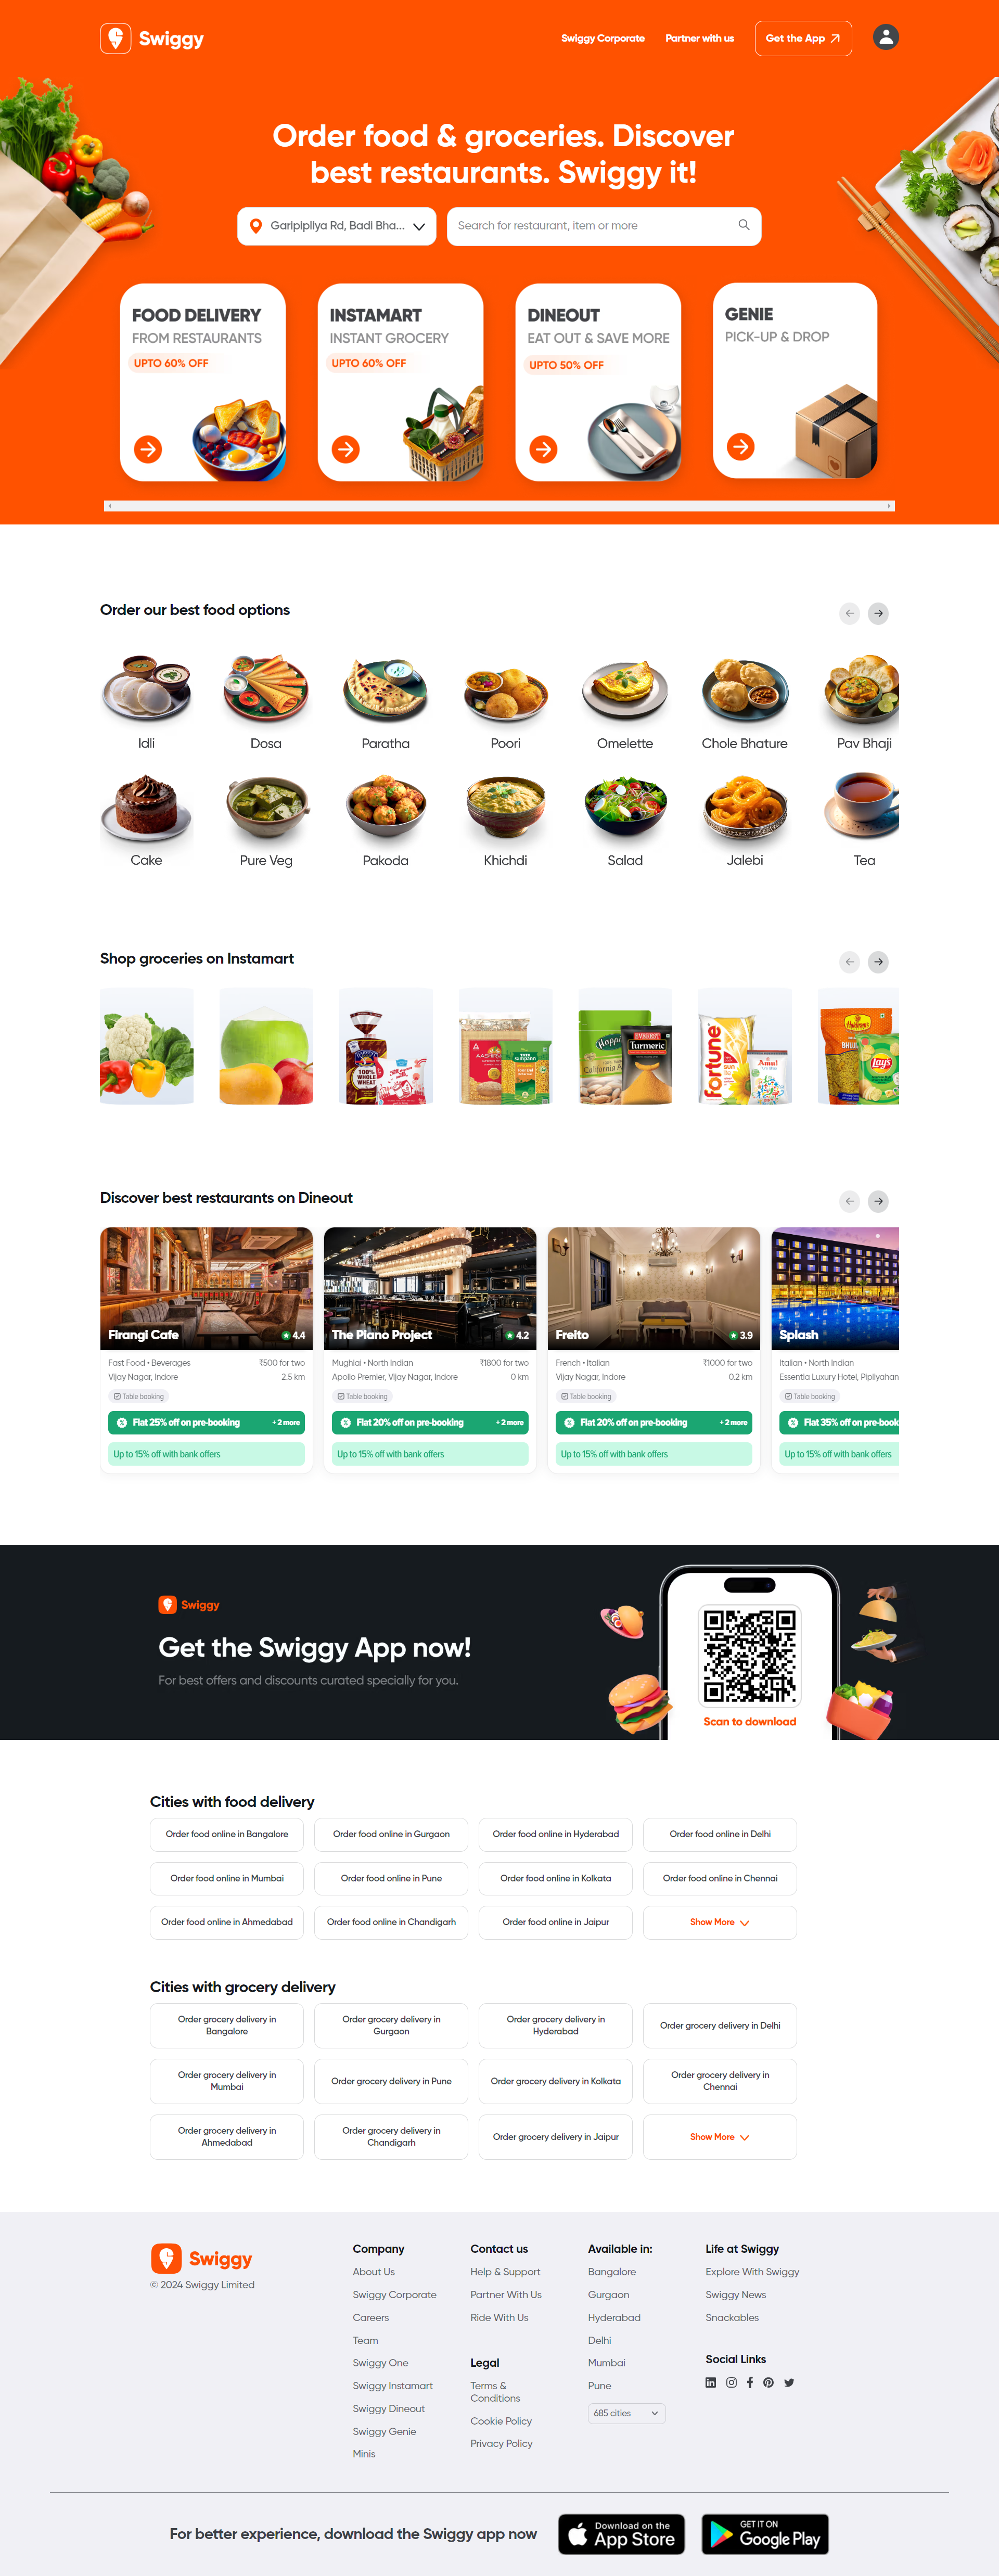 Swiggy
Swiggy Corporate
Partner with us
Get the App
Order food & groceries. Discover
best restaurants. Swiggy it!
Garipipliya Rd, Badi Bha...
Search for restaurant, item or more
FOOD DELIVERY
FROM RESTAURANTS
UPTO 60% OFF
INSTAMART
INSTANT GROCERY
UPTO 60% OFF
DINEOUT
EAT OUT & SAVE MORE
UPTO 50% OFF
GENIE
PICK-UP & DROP
Order our best food options
Idli
Dosa
Paratha
Poori
Omelette
Chole Bhature
Pav Bhaji
Cake
Pure Veg
Pakoda
Khichdi
Salad
Jalebi
Tea
Shop groceries on Instamart
100%
WHOLE
WHEAT
AASHIRVAAD
TATA
sampann
Happi
California A
EVEREST
Turmeric
fortune
SUN
Amul
Haldiram's
BHUJ
Lay's
Discover best restaurants on Dineout
Firangi Cafe
4.4
Fast Food • Beverages
₹500 for two
Vijay Nagar, Indore
2.5 km
Table booking
Flat 25% off on pre-booking
+ 2 more
Up to 15% off with bank offers
The Piano Project
4.2
Mughlai • North Indian
₹1800 for two
Apollo Premier, Vijay Nagar, Indore
0 km
Table booking
Flat 20% off on pre-booking
+ 2 more
Up to 15% off with bank offers
Freito
3.9
French • Italian
₹1000 for two
Vijay Nagar, Indore
0.2 km
Table booking
Flat 20% off on pre-booking
+ 2 more
Up to 15% off with bank offers
Splash
Italian • North Indian
Essentia Luxury Hotel, Pipliyahan
Table booking
Flat 35% off on pre-book
Up to 15% off with bank offers
Swiggy
Get the Swiggy App now!
For best offers and discounts curated specially for you.
Scan to download
Cities with food delivery
Order food online in Bangalore
Order food online in Gurgaon
Order food online in Hyderabad
Order food online in Delhi
Order food online in Mumbai
Order food online in Pune
Order food online in Kolkata
Order food online in Chennai
Order food online in Ahmedabad
Order food online in Chandigarh
Order food online in Jaipur
Show More
Cities with grocery delivery
Order grocery delivery in
Bangalore
Order grocery delivery in
Gurgaon
Order grocery delivery in
Hyderabad
Order grocery delivery in Delhi
Order grocery delivery in
Mumbai
Order grocery delivery in Pune
Order grocery delivery in Kolkata
Order grocery delivery in
Chennai
Order grocery delivery in
Ahmedabad
Order grocery delivery in
Chandigarh
Order grocery delivery in Jaipur
Show More
Swiggy
© 2024 Swiggy Limited
Company
About Us
Swiggy Corporate
Careers
Team
Swiggy One
Swiggy Instamart
Swiggy Dineout
Swiggy Genie
Minis
Contact us
Help & Support
Partner With Us
Ride With Us
Legal
Terms &
Conditions
Cookie Policy
Privacy Policy
Available in:
Bangalore
Gurgaon
Hyderabad
Delhi
Mumbai
Pune
685 cities
Life at Swiggy
Explore With Swiggy
Swiggy News
Snackables
Social Links
For better experience, download the Swiggy app now
Download on the
App Store
GET IT ON
Google Play